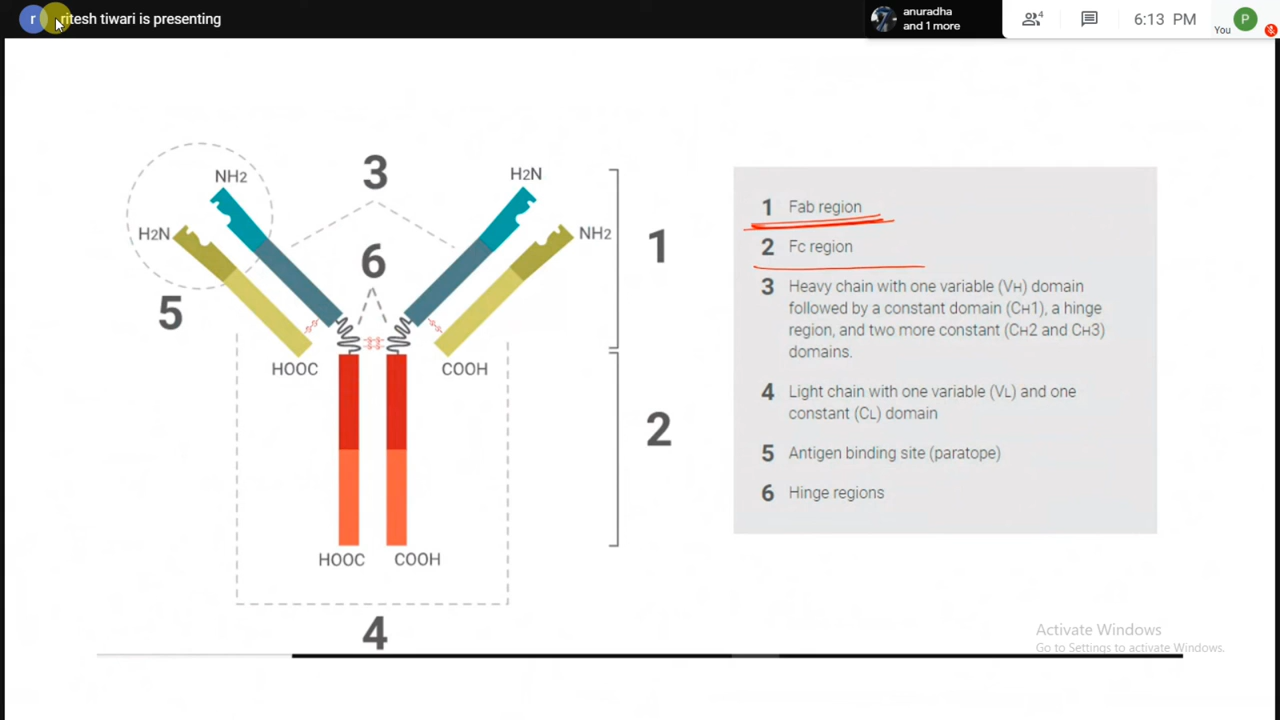 r ritesh tiwari is presenting
anuradha
and 1 more
4
6:13 PM
You
P
NH2
H2N
3
H2N
NH2
6
1
5
HOOC
COOH
2
HOOC
COOH
4
1 Fab region
2 Fc region
3 Heavy chain with one variable (VH) domain
followed by a constant domain (CH1), a hinge
region, and two more constant (CH2 and CH3)
domains.
4 Light chain with one variable (VL) and one
constant (CL) domain
5 Antigen binding site (paratope)
6 Hinge regions
Activate Windows
Go to Settings to activate Windows.